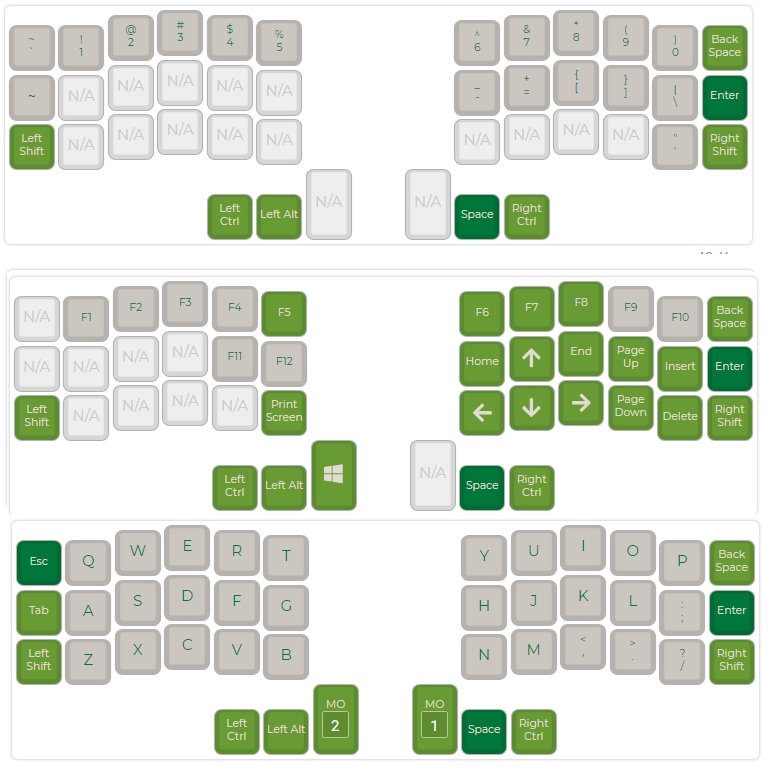 ~ ` ! 1 @ 2 # 3 $ 4 % 5 ^ 6 & 7 * 8 ( 9 ) 0 Back Space
~ N/A N/A N/A N/A N/A _ - + = { [ } ] | \ Enter
Left Shift N/A N/A N/A N/A N/A N/A N/A N/A N/A " ' Right Shift
Left Ctrl Left Alt N/A N/A Space Right Ctrl
N/A F1 F2 F3 F4 F5 F6 F7 F8 F9 F10 Back Space
N/A N/A N/A N/A F11 F12 Home ↑ End Page Up Insert Enter
Left Shift N/A N/A N/A N/A Print Screen ← ↓ → Page Down Delete Right Shift
Left Ctrl Left Alt N/A Space Right Ctrl
Esc Q W E R T Y U I O P Back Space
Tab A S D F G H J K L : ; Enter
Left Shift Z X C V B N M < , > . ? / Right Shift
Left Ctrl Left Alt MO 2 MO 1 Space Right Ctrl